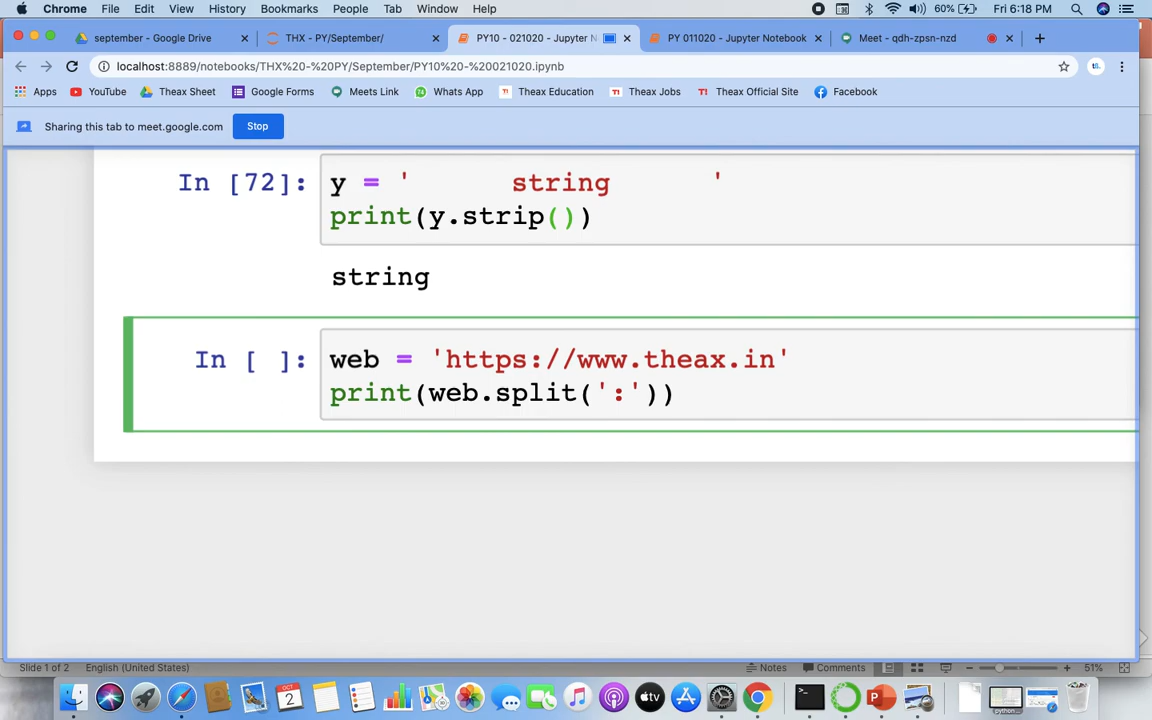 Chrome File Edit View History Bookmarks People Tab Window Help 60% Fri 6:18 PM
september - Google Drive THX - PY/September/ PY10 - 021020 - Jupyter N PY 011020 - Jupyter Notebook Meet - qdh-zpsn-nzd
localhost:8889/notebooks/THX%20-%20PY/September/PY10%20-%20021020.ipynb
Apps YouTube Theax Sheet Google Forms Meets Link Whats App Theax Education Theax Jobs Theax Official Site Facebook
Sharing this tab to meet.google.com Stop
In [72]: y = '      string      '
print(y.strip())
string
In [ ]: web = 'https://www.theax.in'
print(web.split(':'))
Slide 1 of 2 English (United States) Notes Comments 51%